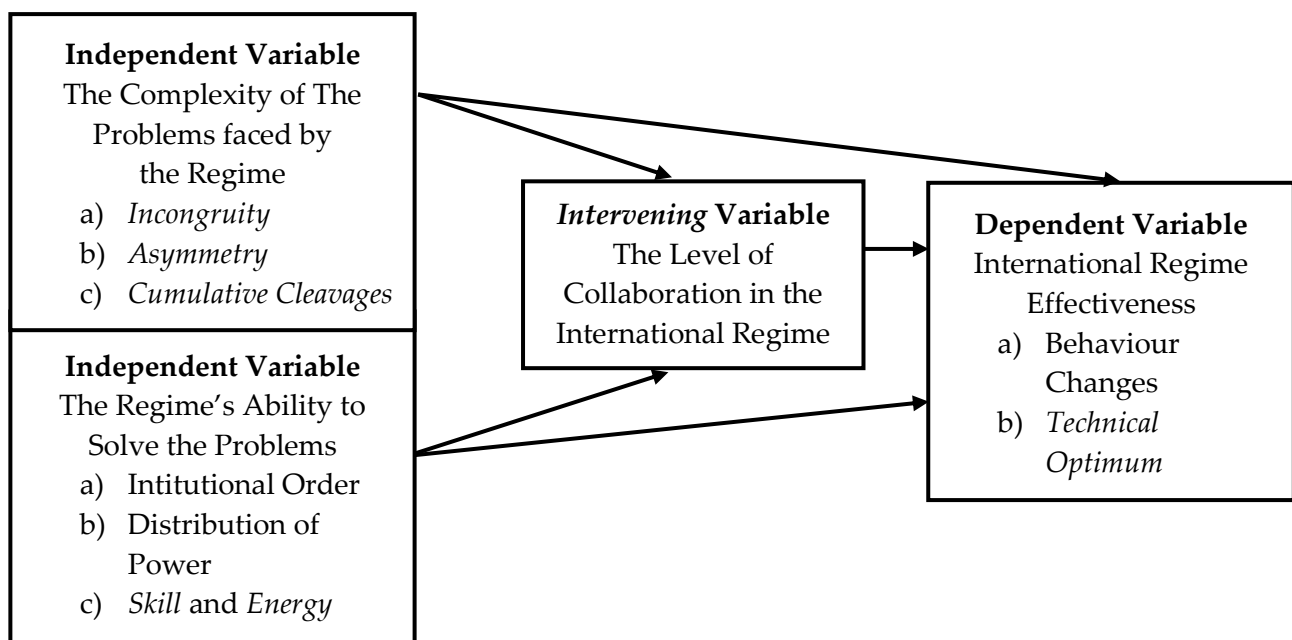 Independent Variable
The Complexity of The
Problems faced by
the Regime
a) Incongruity
b) Asymmetry
c) Cumulative Cleavages
Independent Variable
The Regime’s Ability to
Solve the Problems
a) Intitutional Order
b) Distribution of
Power
c) Skill and Energy
Intervening Variable
The Level of
Collaboration in the
International Regime
Dependent Variable
International Regime
Effectiveness
a) Behaviour
Changes
b) Technical
Optimum